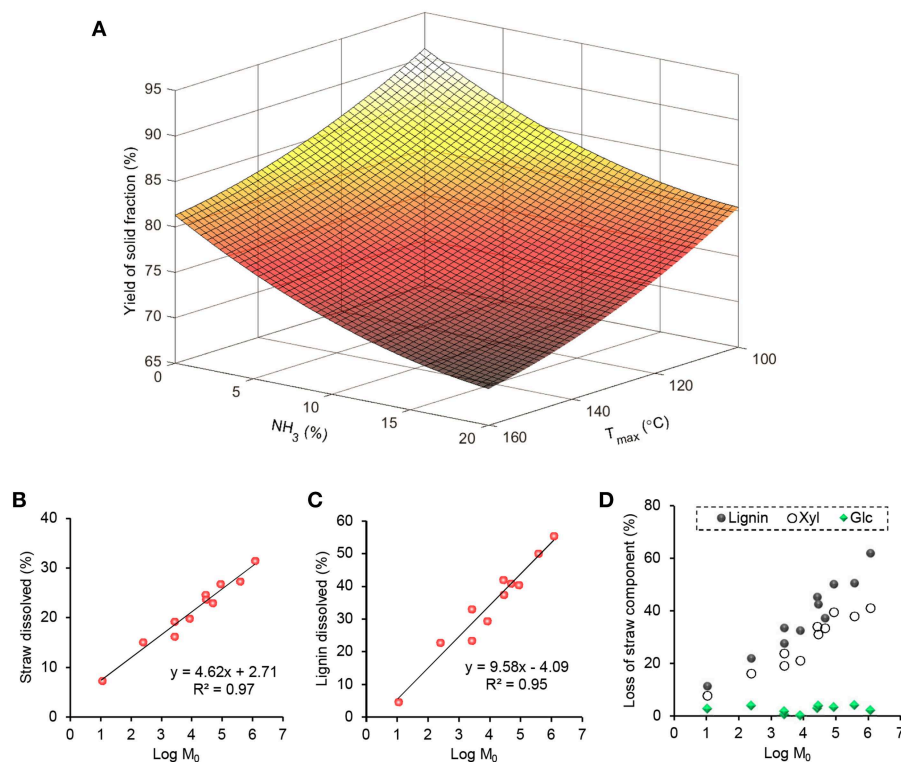 A
Yield of solid fraction (%)
95
90
85
80
75
70
65
0
5
10
15
20
NH3 (%)
160
140
120
100
Tmax (°C)
B
Straw dissolved (%)
40
30
20
10
0
y = 4.62x + 2.71
R² = 0.97
0 1 2 3 4 5 6 7
Log M0
C
Lignin dissolved (%)
60
50
40
30
20
10
0
y = 9.58x - 4.09
R² = 0.95
0 1 2 3 4 5 6 7
Log M0
D
Loss of straw component (%)
80
60
40
20
0
Lignin Xyl Glc
0 1 2 3 4 5 6 7
Log M0